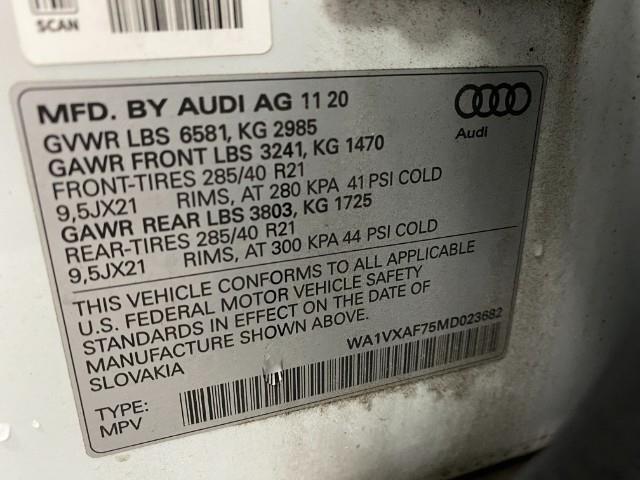 SCAN
MFD. BY AUDI AG 11 20
GVWR LBS 6581, KG 2985
GAWR FRONT LBS 3241, KG 1470
FRONT-TIRES 285/40 R21
9,5JX21 RIMS, AT 280 KPA 41 PSI COLD
GAWR REAR LBS 3803, KG 1725
REAR-TIRES 285/40 R21
9,5JX21 RIMS, AT 300 KPA 44 PSI COLD
Audi
THIS VEHICLE CONFORMS TO ALL APPLICABLE
U.S. FEDERAL MOTOR VEHICLE SAFETY
STANDARDS IN EFFECT ON THE DATE OF
MANUFACTURE SHOWN ABOVE.
SLOVAKIA
WA1VXAF75MD023682
TYPE:
MPV